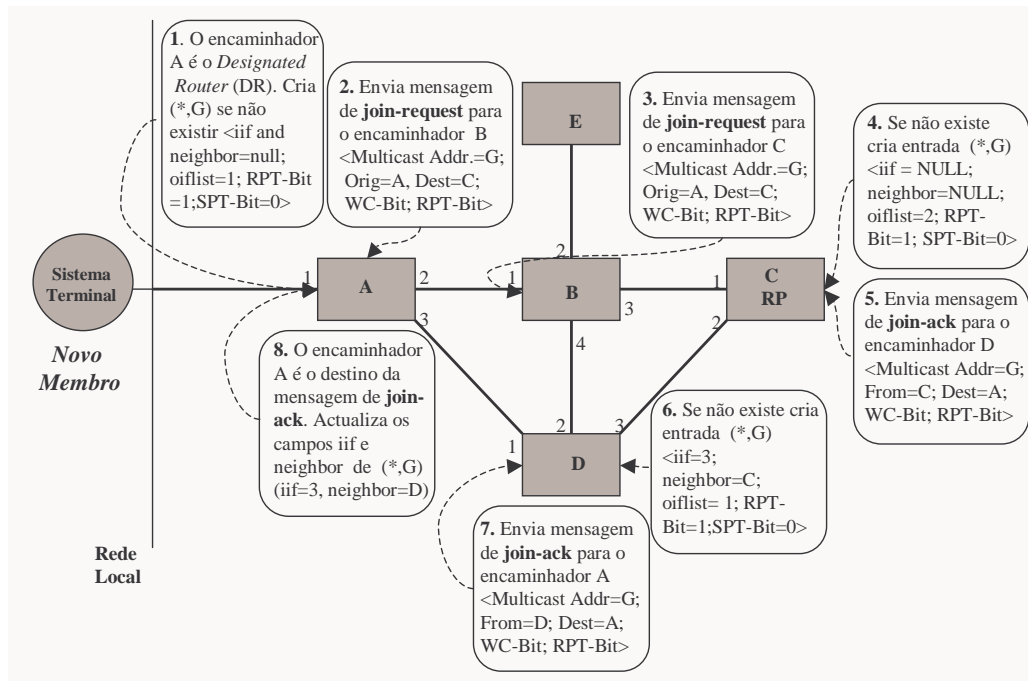 1. O encaminhador
A é o Designated
Router (DR). Cria
(*,G) se não
existir <iif and
neighbor=null;
oiflist=1; RPT-Bit
=1;SPT-Bit=0>
2. Envia mensagem
de join-request para
o encaminhador B
<Multicast Addr.=G;
Orig=A, Dest=C;
WC-Bit; RPT-Bit>
E
2
3. Envia mensagem
de join-request para
o encaminhador C
<Multicast Addr.=G;
Orig=A, Dest=C;
WC-Bit; RPT-Bit>
4. Se não existe
cria entrada (*,G)
<iif = NULL;
neighbor=NULL;
oiflist=2; RPT-
Bit=1; SPT-Bit=0>
Sistema
Terminal
Novo
Membro
1
A
2
3
1
B
3
4
1
C
RP
2
5. Envia mensagem
de join-ack para o
encaminhador D
<Multicast Addr=G;
From=C; Dest=A;
WC-Bit; RPT-Bit>
8. O encaminhador
A é o destino da
mensagem de join-
ack. Actualiza os
campos iif e
neighbor de (*,G)
(iif=3, neighbor=D)
1
2
3
D
6. Se não existe cria
entrada (*,G)
<iif=3;
neighbor=C;
oiflist= 1; RPT-
Bit=1;SPT-Bit=0>
7. Envia mensagem
de join-ack para o
encaminhador A
<Multicast Addr=G;
From=D; Dest=A;
WC-Bit; RPT-Bit>
Rede
Local